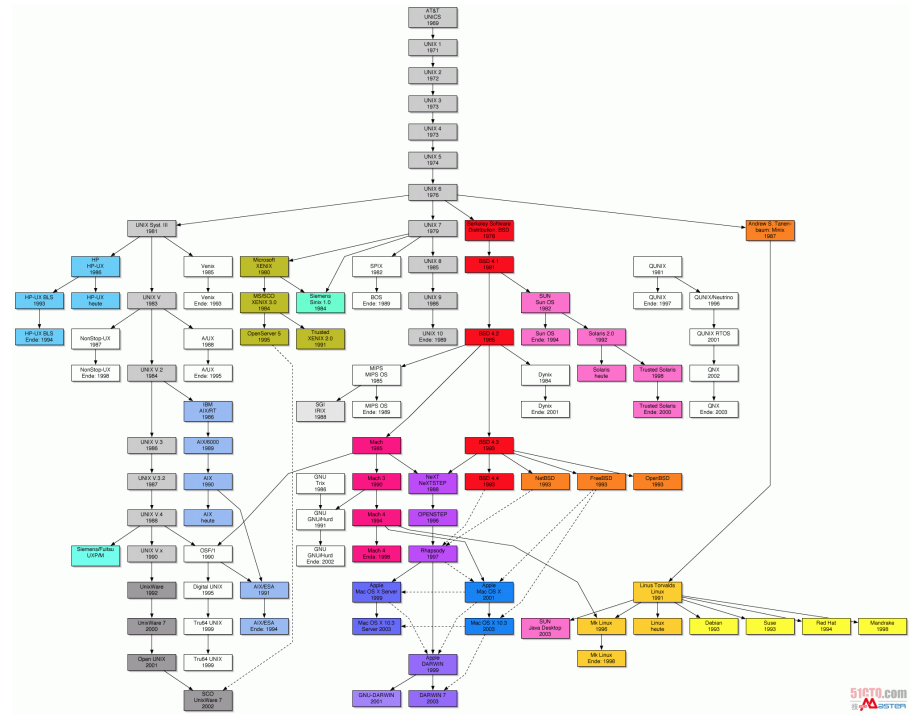 AT&T
UNICS
1969
UNIX 1
1971
UNIX 2
1972
UNIX 3
1973
UNIX 4
1973
UNIX 5
1974
UNIX 6
1976
UNIX Syst. III
1981
UNIX 7
1979
Berkley Software
Distribution: BSD
1978
Andrew S. Tanen-
baum: Minix
1987
HP
HP-UX
1986
Venix
1985
Microsoft
XENIX
1980
SPIX
1982
UNIX 8
1985
BSD 4.1
1981
QUNIX
1981
HP-UX BLS
1993
HP-UX
heute
UNIX V
1983
Venix
Ende: 1993
MS/SCO
XENIX 3.0
1984
Siemens
Sinix 1.0
1984
BOS
Ende: 1989
UNIX 9
1986
SUN
Sun OS
1982
QUNIX
Ende: 1997
QUNIX/Neutrino
1996
HP-UX BLS
Ende: 1994
NonStop-UX
1987
A/UX
1988
OpenServer 5
1995
Trusted
XENIX 2.0
1991
UNIX 10
Ende: 1989
BSD 4.2
1985
Sun OS
Ende: 1994
Solaris 2.0
1992
QUNIX RTOS
2001
NonStop-UX
Ende: 1998
UNIX V.2
1984
A/UX
Ende: 1995
MIPS
MIPS OS
1985
Dynix
1984
Solaris
heute
Trusted Solaris
1998
QNX
2002
IBM
AIX/RT
1986
SGI
IRIX
1988
MIPS OS
Ende: 1989
Dynix
Ende: 2001
Trusted Solaris
Ende: 2000
QNX
Ende: 2003
UNIX V.3
1986
AIX/6000
1989
Mach
1985
BSD 4.3
UNIX V.3.2
1987
AIX
1990
GNU
Trix
1986
Mach 3
1990
NeXT
NeXTSTEP
1988
BSD 4.4
NetBSD
1993
FreeBSD
1993
OpenBSD
1993
UNIX V.4
1988
AIX
heute
GNU
GNU/Hurd
1991
Mach 4
1994
OPENSTEP
1995
Siemens/Fuitsu
UXP/M
UNIX V.x
1990
OSF/1
1990
GNU
GNU/Hurd
Ende: 2002
Mach 4
Ende: 1998
Rhapsody
1997
UnixWare
1992
Digital UNIX
1995
AIX/ESA
1991
Apple
Mac OS X Server
1999
Apple
Mac OS X
2001
Linus Torvalds
Linux
1991
UnixWare 7
2000
Tru64 UNIX
1999
AIX/ESA
Ende: 1994
Mac OS X 10.3
Server 2003
Mac OS X 10.3
2003
SUN
Java Desktop
2003
Mk Linux
1996
Linux
heute
Debian
1993
Suse
1993
Red Hat
1994
Mandrake
1998
Open UNIX
2001
Tru64 UNIX
1999
Apple
DARWIN
1999
Mk Linux
Ende: 1998
SCO
UnixWare 7
2002
GNU-DARWIN
2001
DARWIN 7
2003
51CTO.com